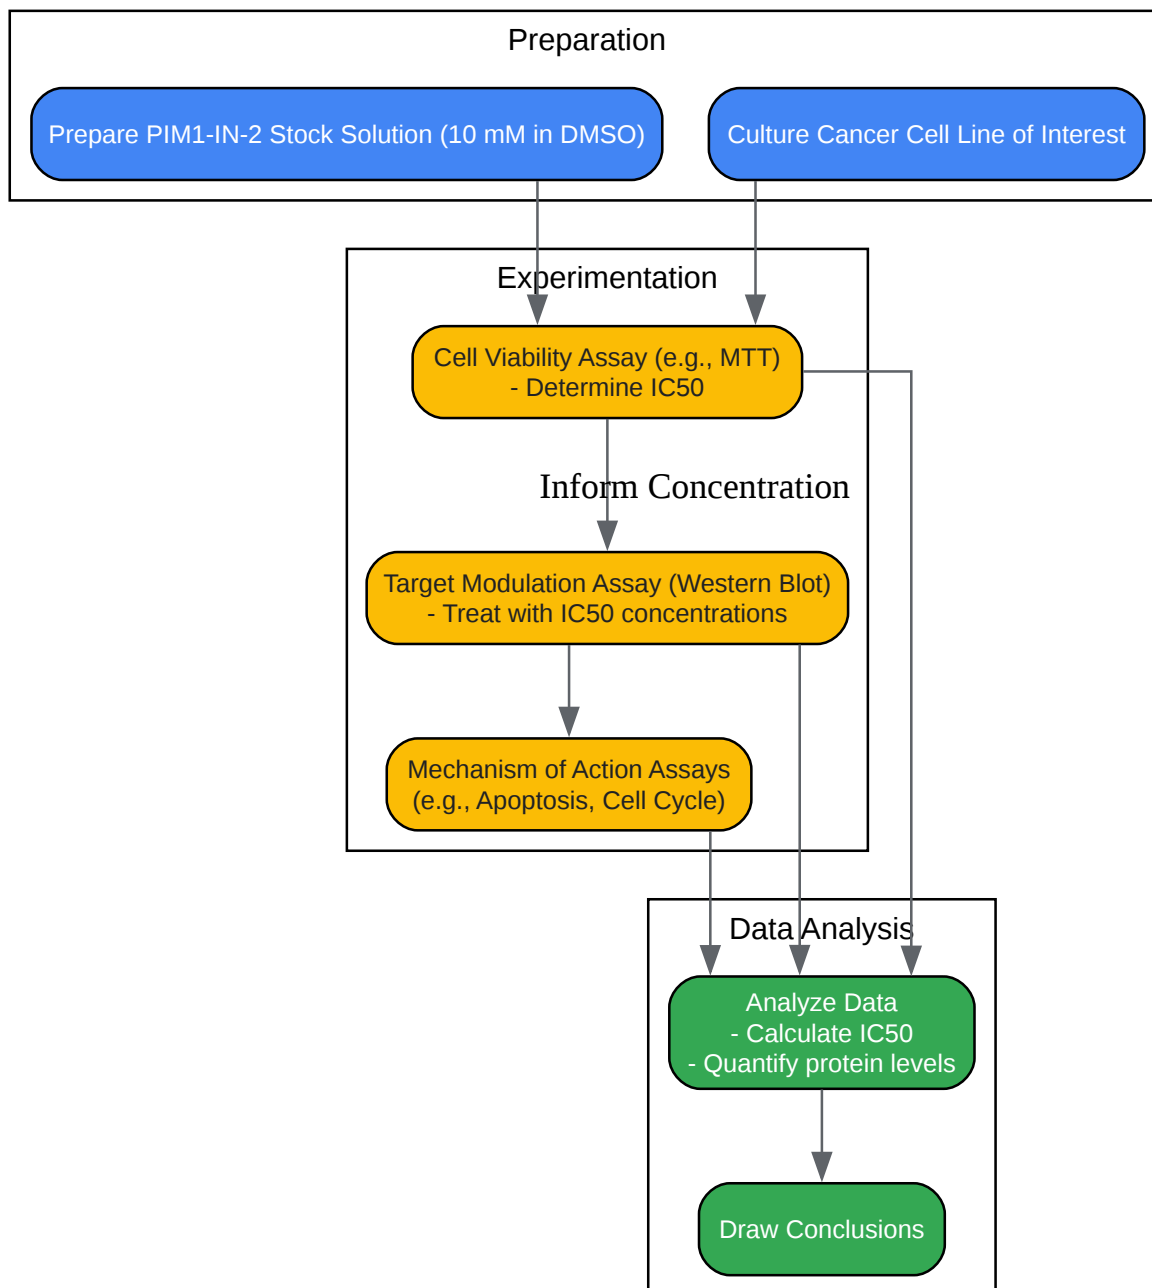 Preparation
Prepare PIM1-IN-2 Stock Solution (10 mM in DMSO)
Culture Cancer Cell Line of Interest
Experimentation
Cell Viability Assay (e.g., MTT)
- Determine IC50
Inform Concentration
Target Modulation Assay (Western Blot)
- Treat with IC50 concentrations
Mechanism of Action Assays
(e.g., Apoptosis, Cell Cycle)
Data Analysis
Analyze Data
- Calculate IC50
- Quantify protein levels
Draw Conclusions